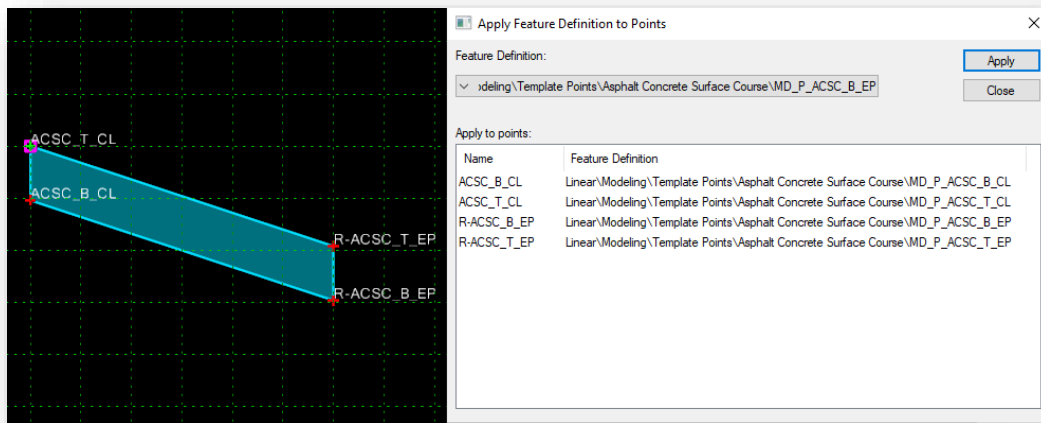 ACSC_T_CL
ACSC_B_CL
R-ACSC_T_EP
R-ACSC_B_EP
Apply Feature Definition to Points
Feature Definition:
odeling\Template Points\Asphalt Concrete Surface Course\MD_P_ACSC_B_EP
Apply
Close
Apply to points:
Name Feature Definition
ACSC_B_CL Linear\Modeling\Template Points\Asphalt Concrete Surface Course\MD_P_ACSC_B_CL
ACSC_T_CL Linear\Modeling\Template Points\Asphalt Concrete Surface Course\MD_P_ACSC_T_CL
R-ACSC_B_EP Linear\Modeling\Template Points\Asphalt Concrete Surface Course\MD_P_ACSC_B_EP
R-ACSC_T_EP Linear\Modeling\Template Points\Asphalt Concrete Surface Course\MD_P_ACSC_T_EP